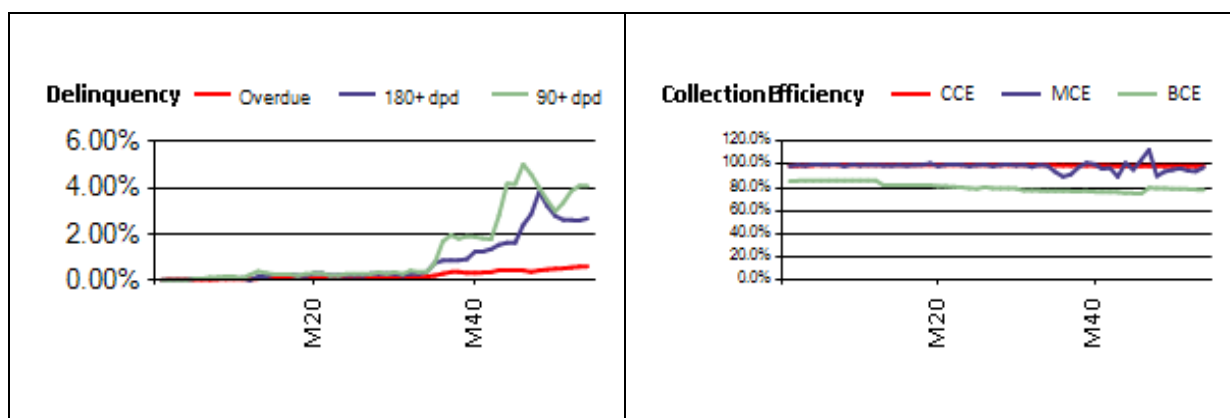 Delinquency Overdue 180+ dpd 90+ dpd
6.00%
4.00%
2.00%
0.00%
M20
M40
Collection Efficiency CCE MCE BCE
120.0%
100.0%
80.0%
60.0%
40.0%
20.0%
0.0%
M20
M40